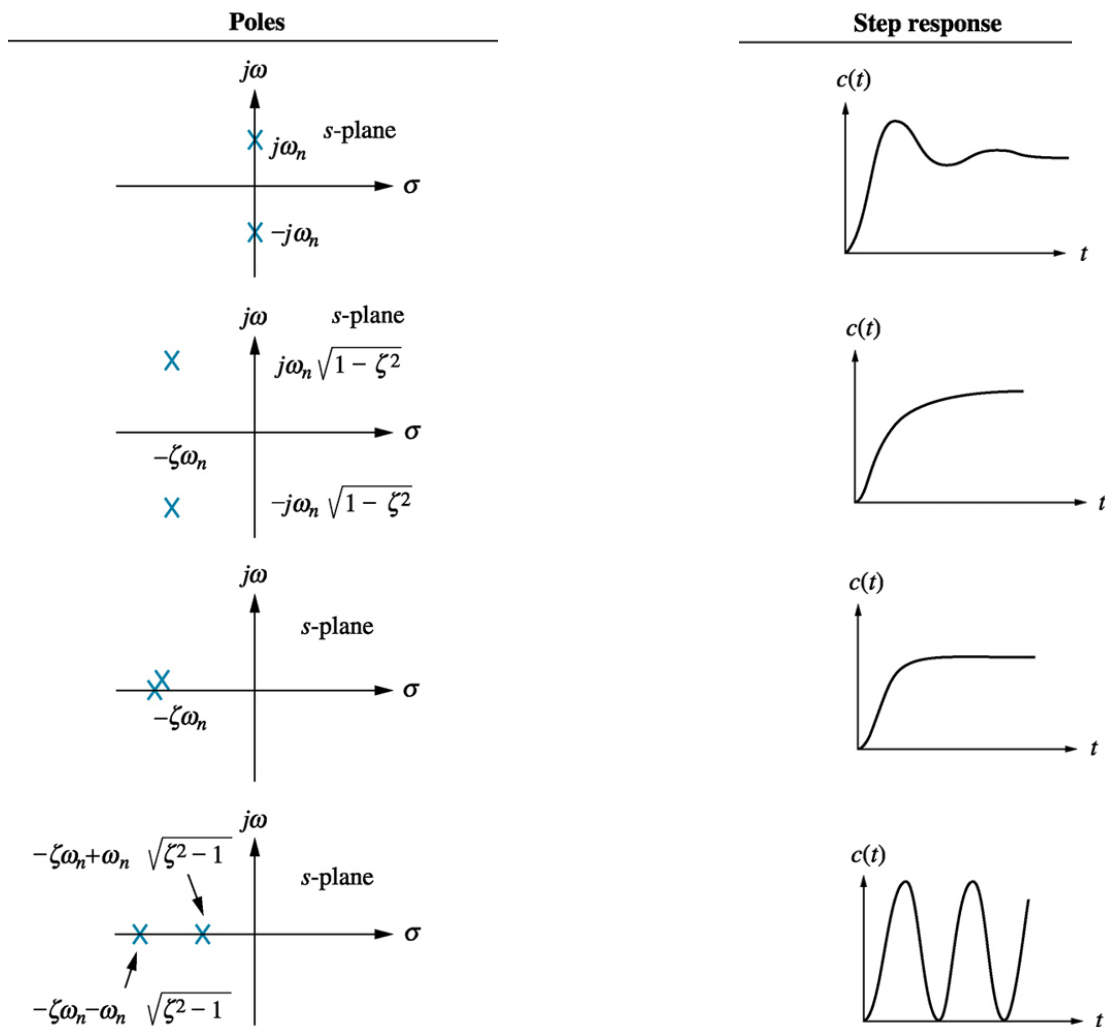 Poles
Step response
jω
s-plane
jωₙ
σ
−jωₙ
c(t)
t
jω
s-plane
jωₙ√(1 − ζ²)
σ
−ζωₙ
−jωₙ√(1 − ζ²)
c(t)
t
jω
s-plane
σ
−ζωₙ
c(t)
t
jω
−ζωₙ+ωₙ √(ζ² − 1)
s-plane
σ
−ζωₙ−ωₙ √(ζ² − 1)
c(t)
t